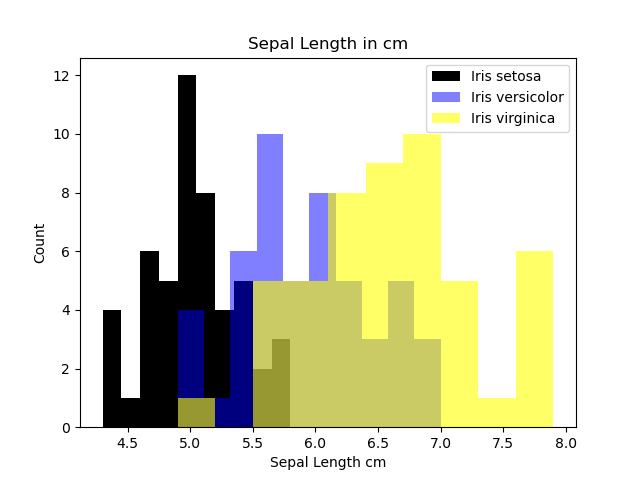 Sepal Length in cm
Iris setosa
Iris versicolor
Iris virginica
12
10
8
6
4
2
0
Count
4.5 5.0 5.5 6.0 6.5 7.0 7.5 8.0
Sepal Length cm